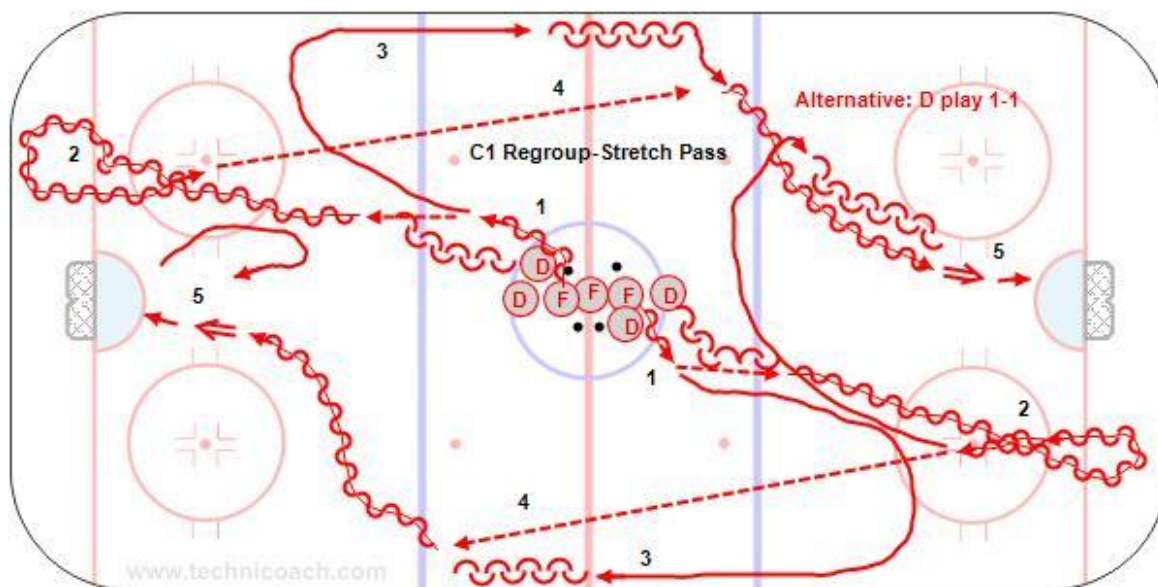 3
4
Alternative: D play 1-1
2
C1 Regroup-Stretch Pass
1
D
5
D F F F D
D
5
1
2
4
3
www.technicoach.com